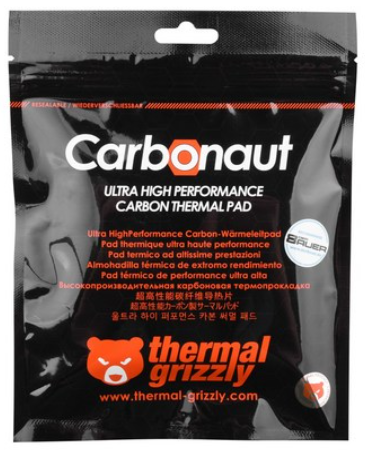 RESEALABLE / WIEDERVERSCHLIESSBAR
Carbonaut
ULTRA HIGH PERFORMANCE
CARBON THERMAL PAD
Ultra HighPerformance Carbon-Wärmeleitpad
Pad thermique ultra haute performance
Pad termico ad altissime prestazioni
Almohadilla térmica de extremo rendimiento
Pad térmico de performance ultra alta
Высокопроизводительная карбоновая термопрокладка
超高性能碳纤维导热片
超高性能カーボン製サーマルパッド
울트라 하이 퍼포먼스 카본 써멀 패드
BAUER
thermal
grizzly
www.thermal-grizzly.com